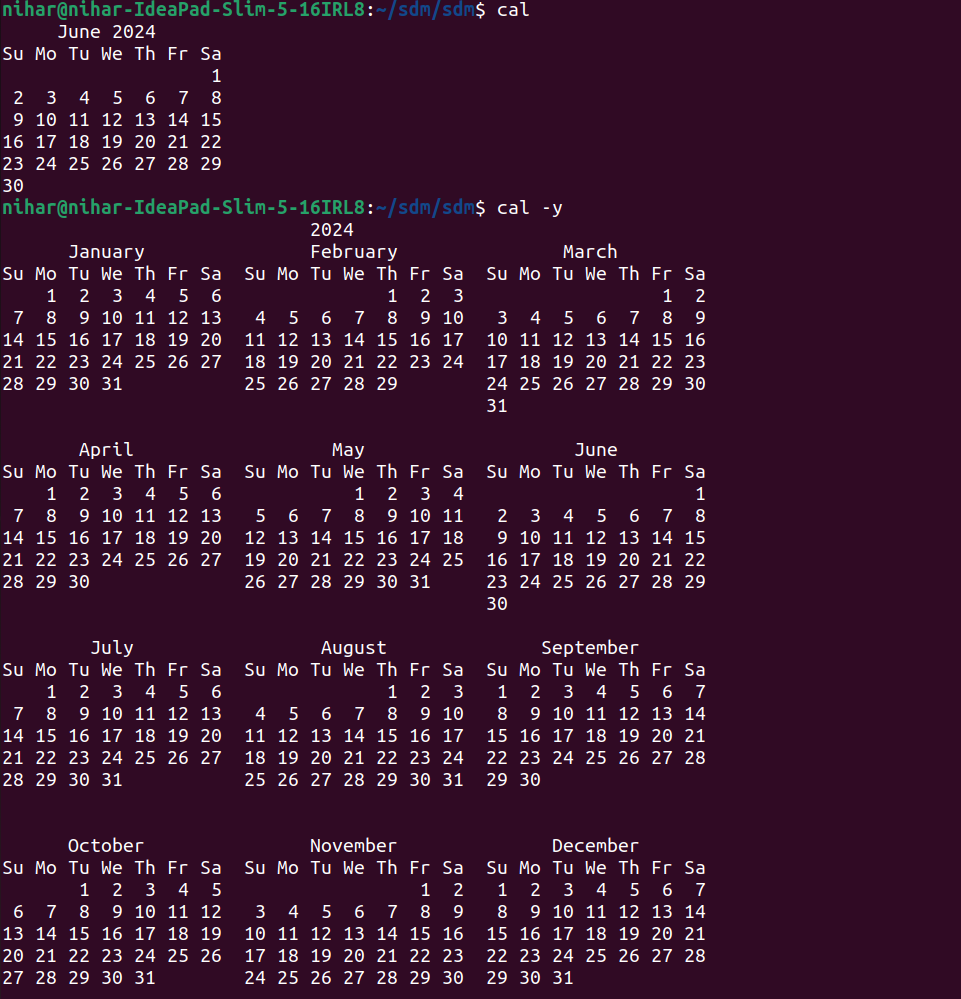 nihar@nihar-IdeaPad-Slim-5-16IRL8:~/sdm/sdm$ cal
     June 2024
Su Mo Tu We Th Fr Sa
                   1
 2  3  4  5  6  7  8
 9 10 11 12 13 14 15
16 17 18 19 20 21 22
23 24 25 26 27 28 29
30
nihar@nihar-IdeaPad-Slim-5-16IRL8:~/sdm/sdm$ cal -y
                            2024
      January               February               March
Su Mo Tu We Th Fr Sa  Su Mo Tu We Th Fr Sa  Su Mo Tu We Th Fr Sa
    1  2  3  4  5  6               1  2  3                  1  2
 7  8  9 10 11 12 13   4  5  6  7  8  9 10   3  4  5  6  7  8  9
14 15 16 17 18 19 20  11 12 13 14 15 16 17  10 11 12 13 14 15 16
21 22 23 24 25 26 27  18 19 20 21 22 23 24  17 18 19 20 21 22 23
28 29 30 31           25 26 27 28 29        24 25 26 27 28 29 30
                                            31
       April                  May                   June
Su Mo Tu We Th Fr Sa  Su Mo Tu We Th Fr Sa  Su Mo Tu We Th Fr Sa
    1  2  3  4  5  6            1  2  3  4                     1
 7  8  9 10 11 12 13   5  6  7  8  9 10 11   2  3  4  5  6  7  8
14 15 16 17 18 19 20  12 13 14 15 16 17 18   9 10 11 12 13 14 15
21 22 23 24 25 26 27  19 20 21 22 23 24 25  16 17 18 19 20 21 22
28 29 30              26 27 28 29 30 31     23 24 25 26 27 28 29
                                            30
        July                 August              September
Su Mo Tu We Th Fr Sa  Su Mo Tu We Th Fr Sa  Su Mo Tu We Th Fr Sa
    1  2  3  4  5  6               1  2  3   1  2  3  4  5  6  7
 7  8  9 10 11 12 13   4  5  6  7  8  9 10   8  9 10 11 12 13 14
14 15 16 17 18 19 20  11 12 13 14 15 16 17  15 16 17 18 19 20 21
21 22 23 24 25 26 27  18 19 20 21 22 23 24  22 23 24 25 26 27 28
28 29 30 31           25 26 27 28 29 30 31  29 30
      October               November              December
Su Mo Tu We Th Fr Sa  Su Mo Tu We Th Fr Sa  Su Mo Tu We Th Fr Sa
       1  2  3  4  5                  1  2   1  2  3  4  5  6  7
 6  7  8  9 10 11 12   3  4  5  6  7  8  9   8  9 10 11 12 13 14
13 14 15 16 17 18 19  10 11 12 13 14 15 16  15 16 17 18 19 20 21
20 21 22 23 24 25 26  17 18 19 20 21 22 23  22 23 24 25 26 27 28
27 28 29 30 31        24 25 26 27 28 29 30  29 30 31